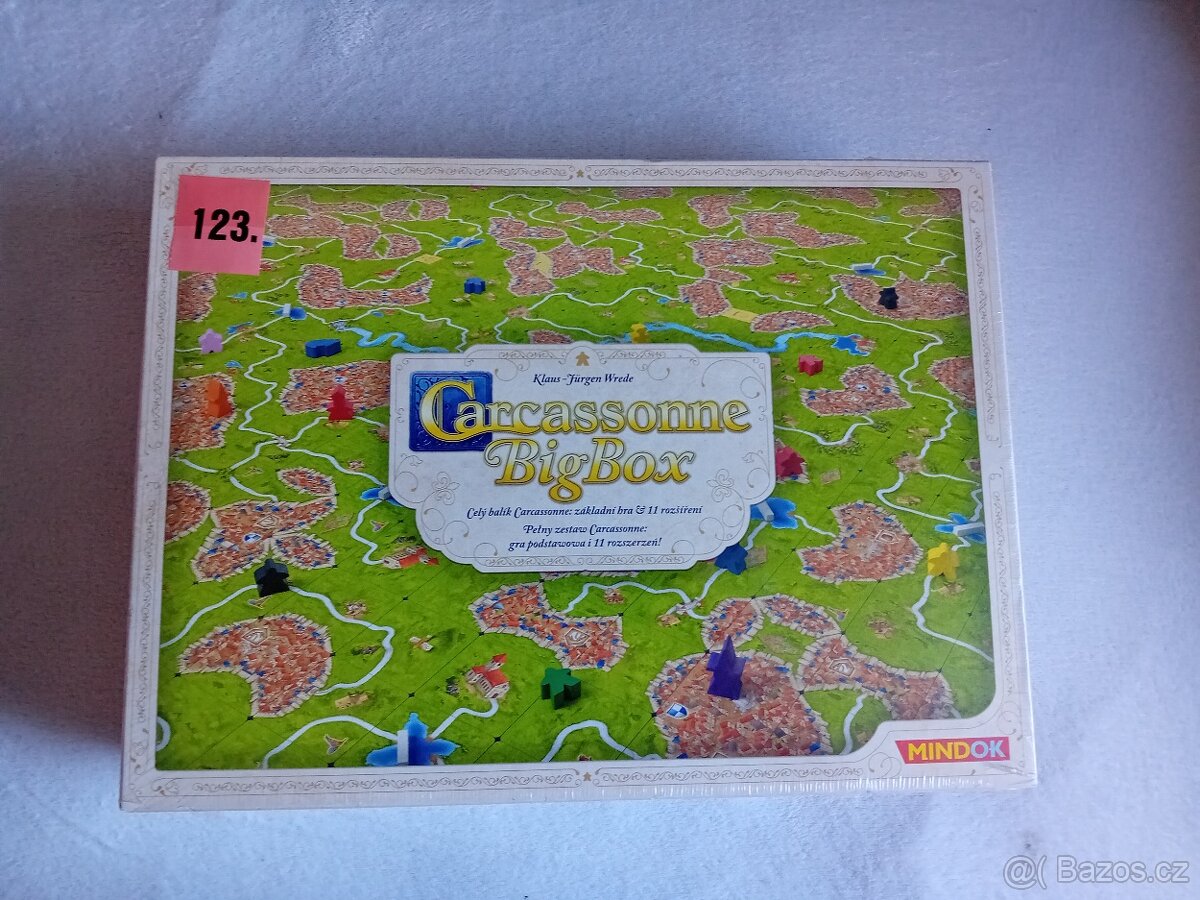 123.
Klaus-Jürgen Wrede
Carcassonne
BigBox
Celý balík Carcassonne: základní hra & 11 rozšíření
Pełny zestaw Carcassonne:
gra podstawowa i 11 rozszerzeń!
MINDOK
@( Bazos.cz